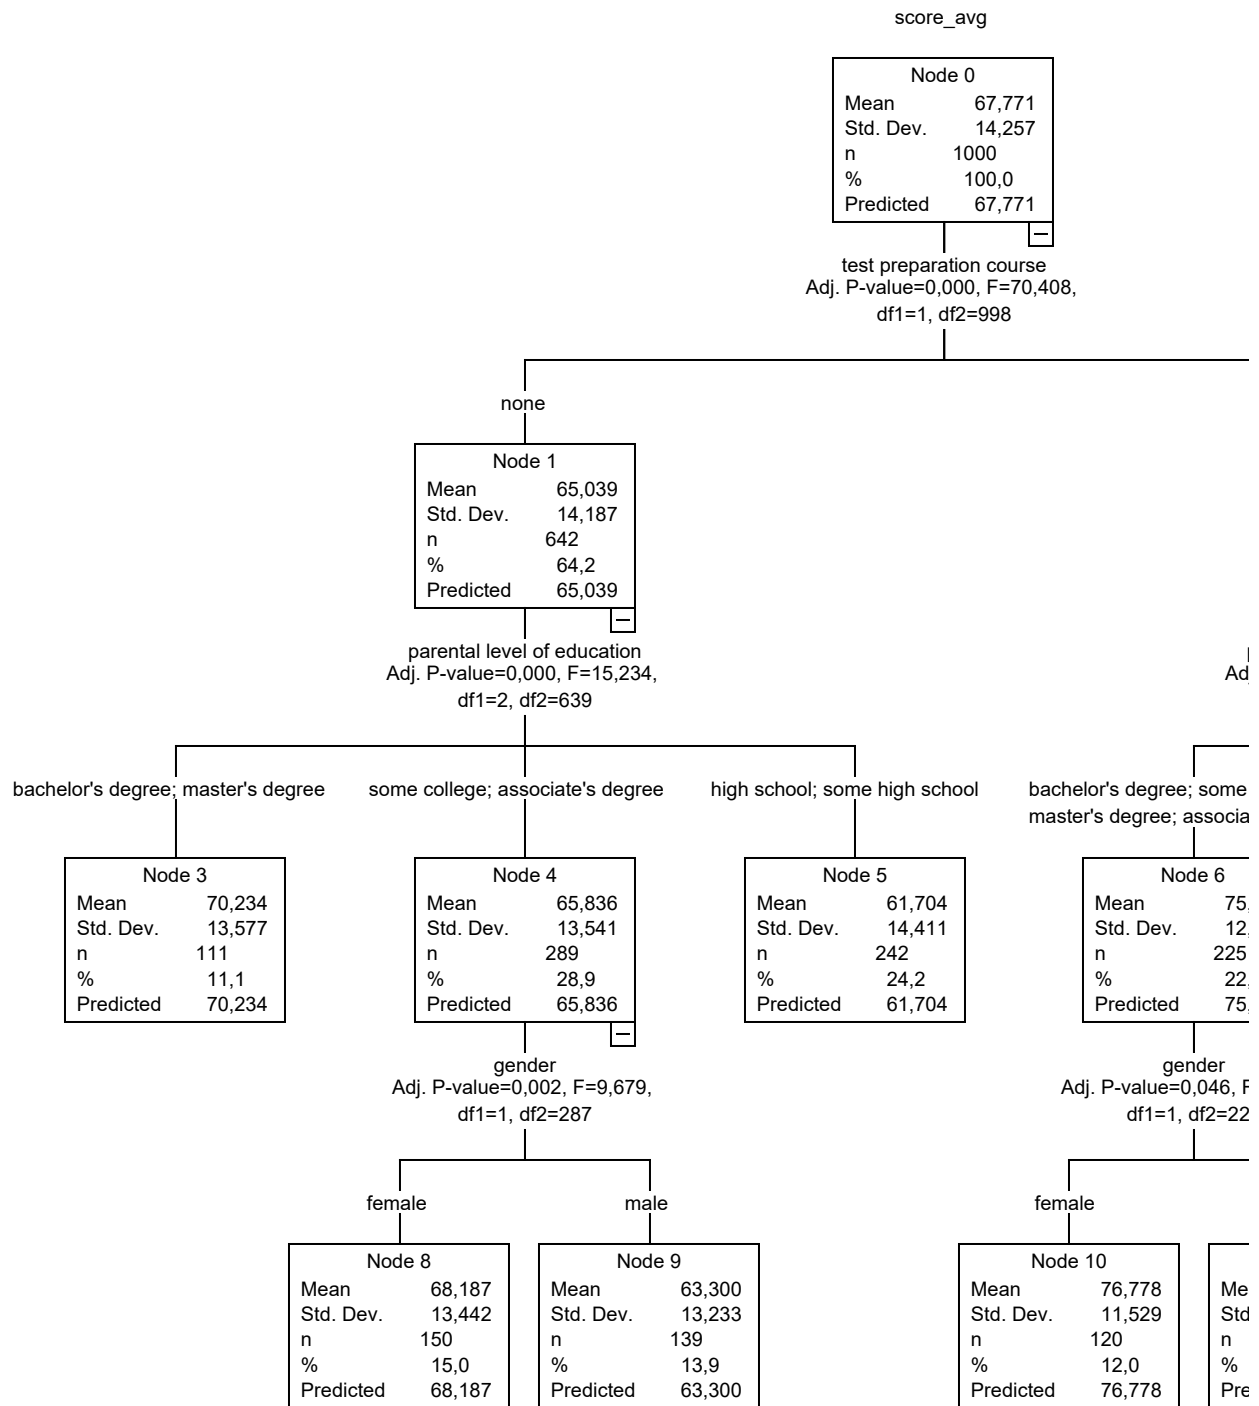 score_avg
Node 0
Mean 67,771
Std. Dev. 14,257
n 1000
% 100,0
Predicted 67,771
test preparation course
Adj. P-value=0,000, F=70,408,
df1=1, df2=998
none
Node 1
Mean 65,039
Std. Dev. 14,187
n 642
% 64,2
Predicted 65,039
parental level of education
Adj. P-value=0,000, F=15,234,
df1=2, df2=639
bachelor's degree; master's degree
some college; associate's degree
high school; some high school
bachelor's degree; some
master's degree;
Node 3
Mean 70,234
Std. Dev. 13,577
n 111
% 11,1
Predicted 70,234
Node 4
Mean 65,836
Std. Dev. 13,541
n 289
% 28,9
Predicted 65,836
Node 5
Mean 61,704
Std. Dev. 14,411
n 242
% 24,2
Predicted 61,704
Node 6
Mean 75,
Std. Dev. 12,
n 225
% 22,
Predicted 75,
gender
Adj. P-value=0,002, F=9,679,
df1=1, df2=287
gender
Adj. P-value=0,046,
df1=1, df2=22
female
male
female
Node 8
Mean 68,187
Std. Dev. 13,442
n 150
% 15,0
Predicted 68,187
Node 9
Mean 63,300
Std. Dev. 13,233
n 139
% 13,9
Predicted 63,300
Node 10
Mean 76,778
Std. Dev. 11,529
n 120
% 12,0
Predicted 76,778
n
%